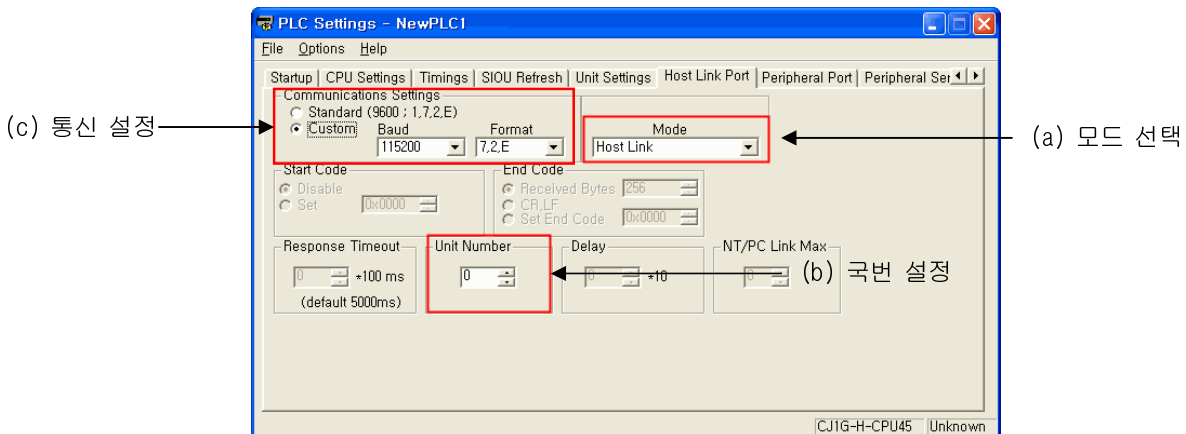 PLC Settings - NewPLC1
File Options Help
Startup CPU Settings Timings SIOU Refresh Unit Settings Host Link Port Peripheral Port Peripheral Ser
Communications Settings
Standard (9600 ; 1,7,2,E)
Custom Baud Format Mode
115200 7,2,E Host Link
(c) 통신 설정
(a) 모드 선택
Start Code End Code
Disable Received Bytes 256
Set 0x0000 CR,LF
Set End Code 0x0000
Response Timeout Unit Number Delay NT/PC Link Max
0 *100 ms 0 0 *10 0
(b) 국번 설정
(default 5000ms)
CJ1G-H-CPU45 Unknown